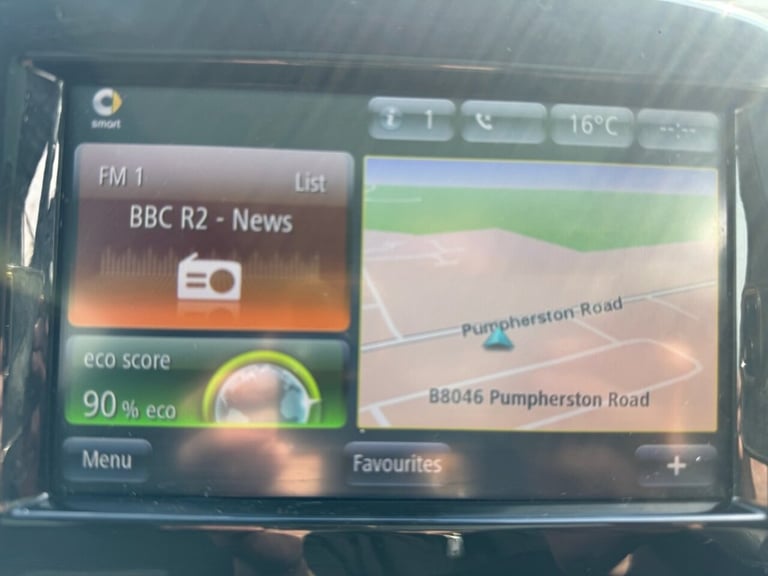 smart
1
16°C
--:--
FM 1
List
BBC R2 - News
eco score
90 % eco
Pumpherston Road
B8046 Pumpherston Road
Menu
Favourites
+